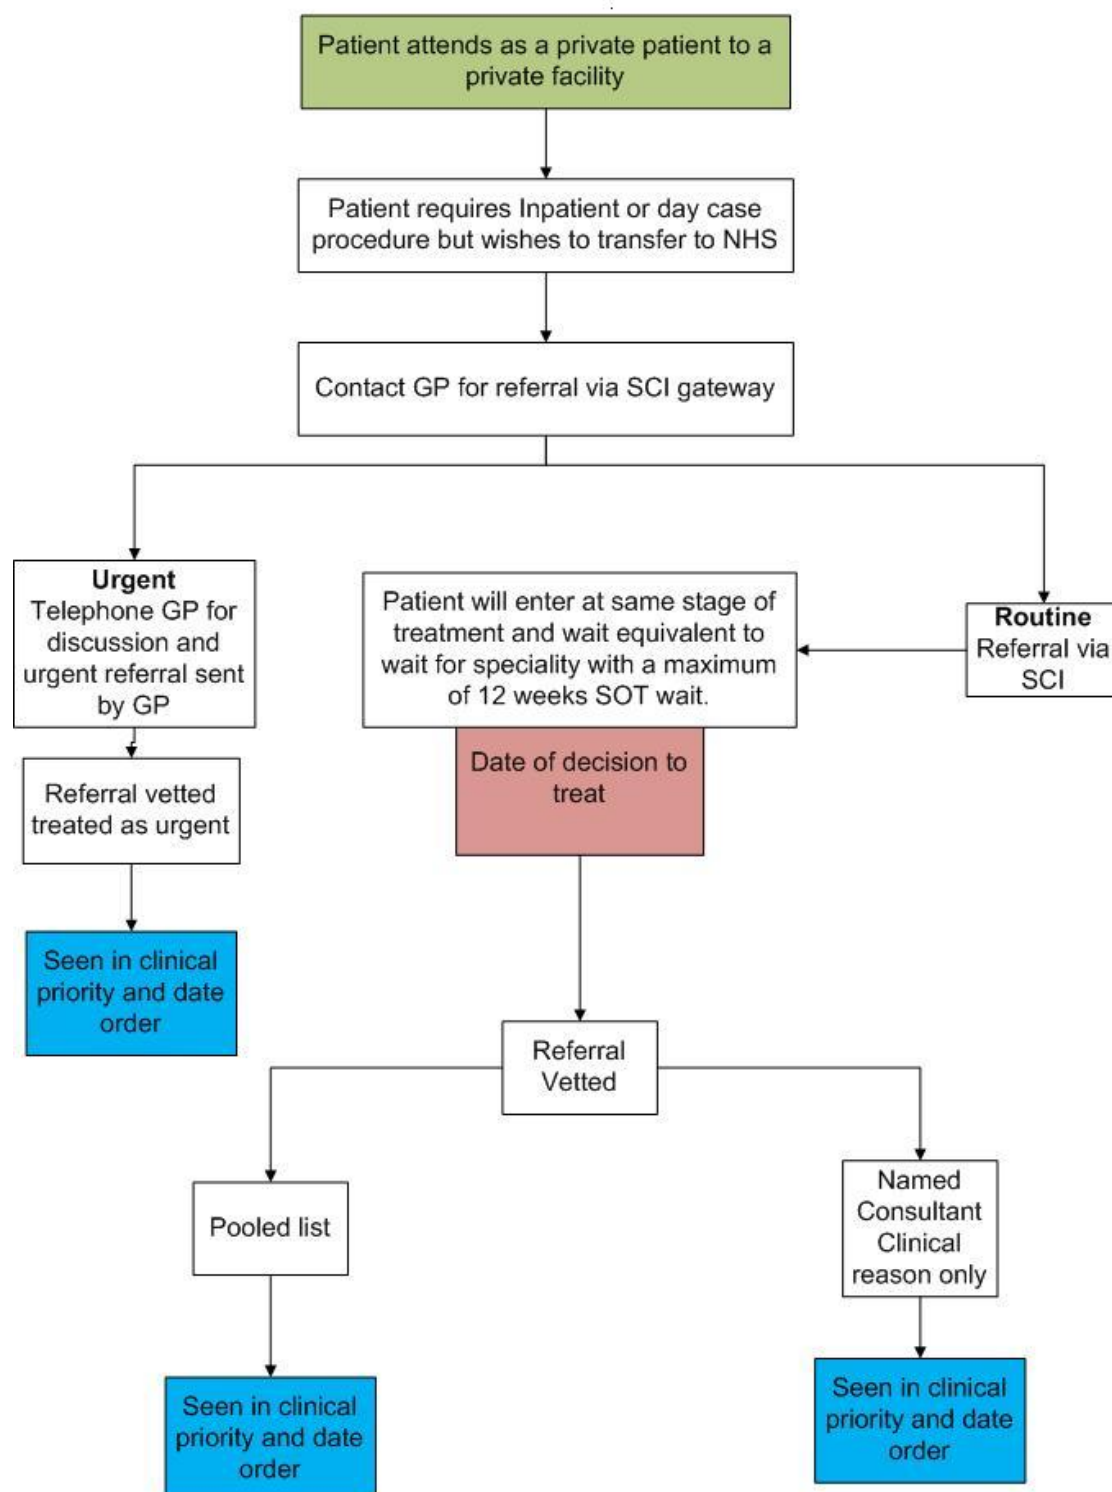 Patient attends as a private patient to a
private facility
Patient requires Inpatient or day case
procedure but wishes to transfer to NHS
Contact GP for referral via SCI gateway
Urgent
Telephone GP for
discussion and
urgent referral sent
by GP
Patient will enter at same stage of
treatment and wait equivalent to
wait for speciality with a maximum
of 12 weeks SOT wait.
Routine
Referral via
SCI
Date of decision to
treat
Referral vetted
treated as urgent
Seen in clinical
priority and date
order
Referral
Vetted
Pooled list
Named
Consultant
Clinical
reason only
Seen in clinical
priority and date
order
Seen in clinical
priority and date
order